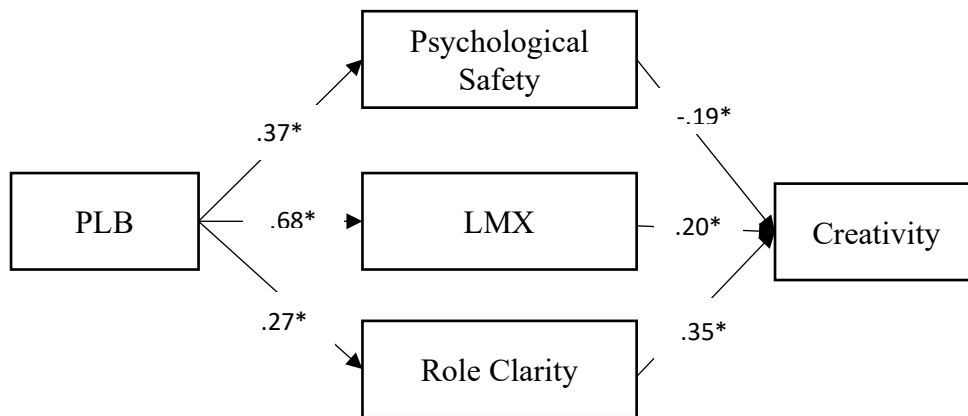 Psychological
Safety
.37*
-.19*
PLB
.68*
LMX
.20*
Creativity
.27*
.35*
Role Clarity